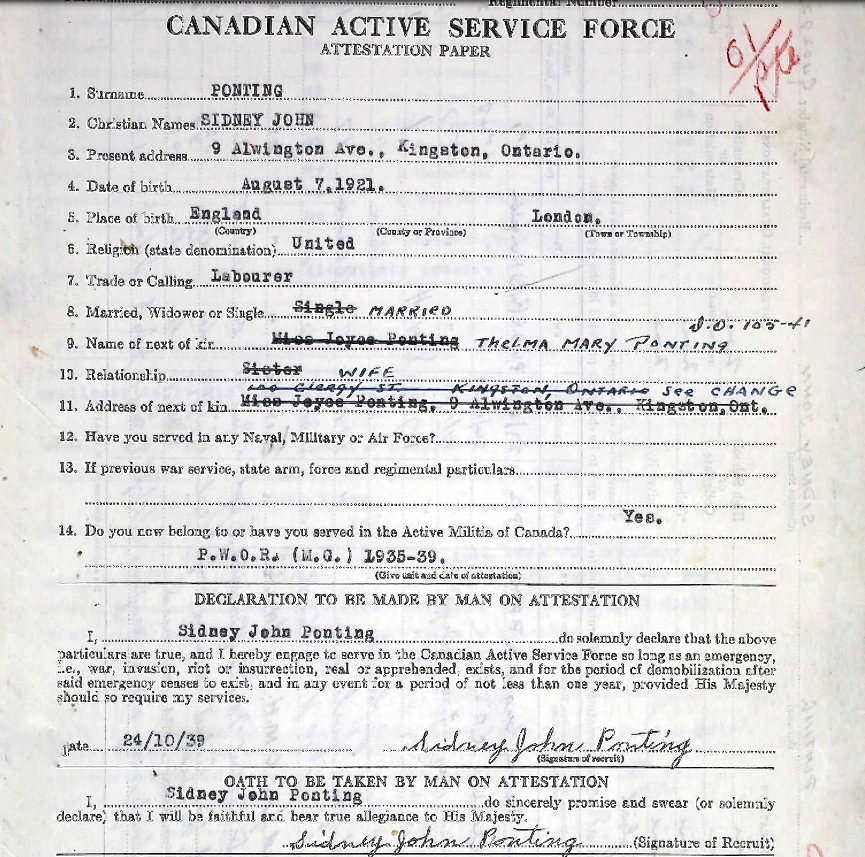 Regimental Number
CANADIAN ACTIVE SERVICE FORCE
ATTESTATION PAPER
61/pte
1. Surname PONTING
2. Christian Names SIDNEY JOHN
3. Present address 9 Alwington Ave., Kingston, Ontario.
4. Date of birth August 7, 1921.
5. Place of birth England London.
(Country) (County or Province) (Town or Township)
6. Religion (state denomination) United
7. Trade or Calling Labourer
8. Married, Widower or Single Single MARRIED
D.O. 105-41
9. Name of next of kin Miss Joyce Ponting THELMA MARY PONTING
10. Relationship Sister WIFE
100 CLERGY ST. KINGSTON, ONTARIO SEE CHANGE
11. Address of next of kin Miss Joyce Ponting, 9 Alwington Ave., Kingston, Ont.
12. Have you served in any Naval, Military or Air Force?
13. If previous war service, state arm, force and regimental particulars
Yes.
14. Do you now belong to or have you served in the Active Militia of Canada?
P.W.O.R. (M.G.) 1935-39.
(Give unit and date of attestation)
DECLARATION TO BE MADE BY MAN ON ATTESTATION
I, Sidney John Ponting do solemnly declare that the above
particulars are true, and I hereby engage to serve in the Canadian Active Service Force so long as an emergency,
i.e., war, invasion, riot or insurrection, real or apprehended, exists, and for the period of demobilization after
said emergency ceases to exist, and in any event for a period of not less than one year, provided His Majesty
should so require my services.
Date 24/10/39 Sidney John Ponting
(Signature of recruit)
OATH TO BE TAKEN BY MAN ON ATTESTATION
I, Sidney John Ponting do sincerely promise and swear (or solemnly
declare) that I will be faithful and bear true allegiance to His Majesty.
Sidney John Ponting (Signature of Recruit)